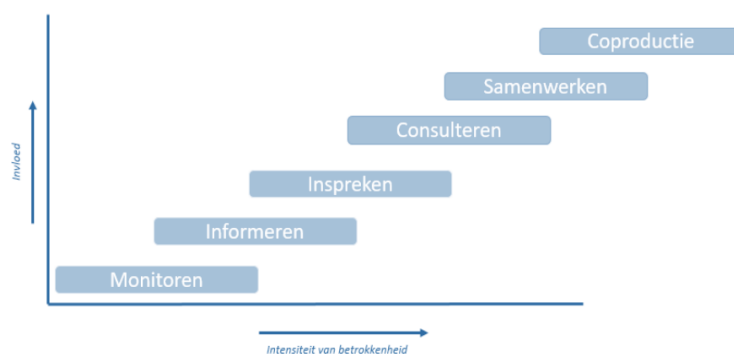 Coproductie
Samenwerken
Consulteren
Inspreken
Informeren
Monitoren
Invloed
Intensiteit van betrokkenheid